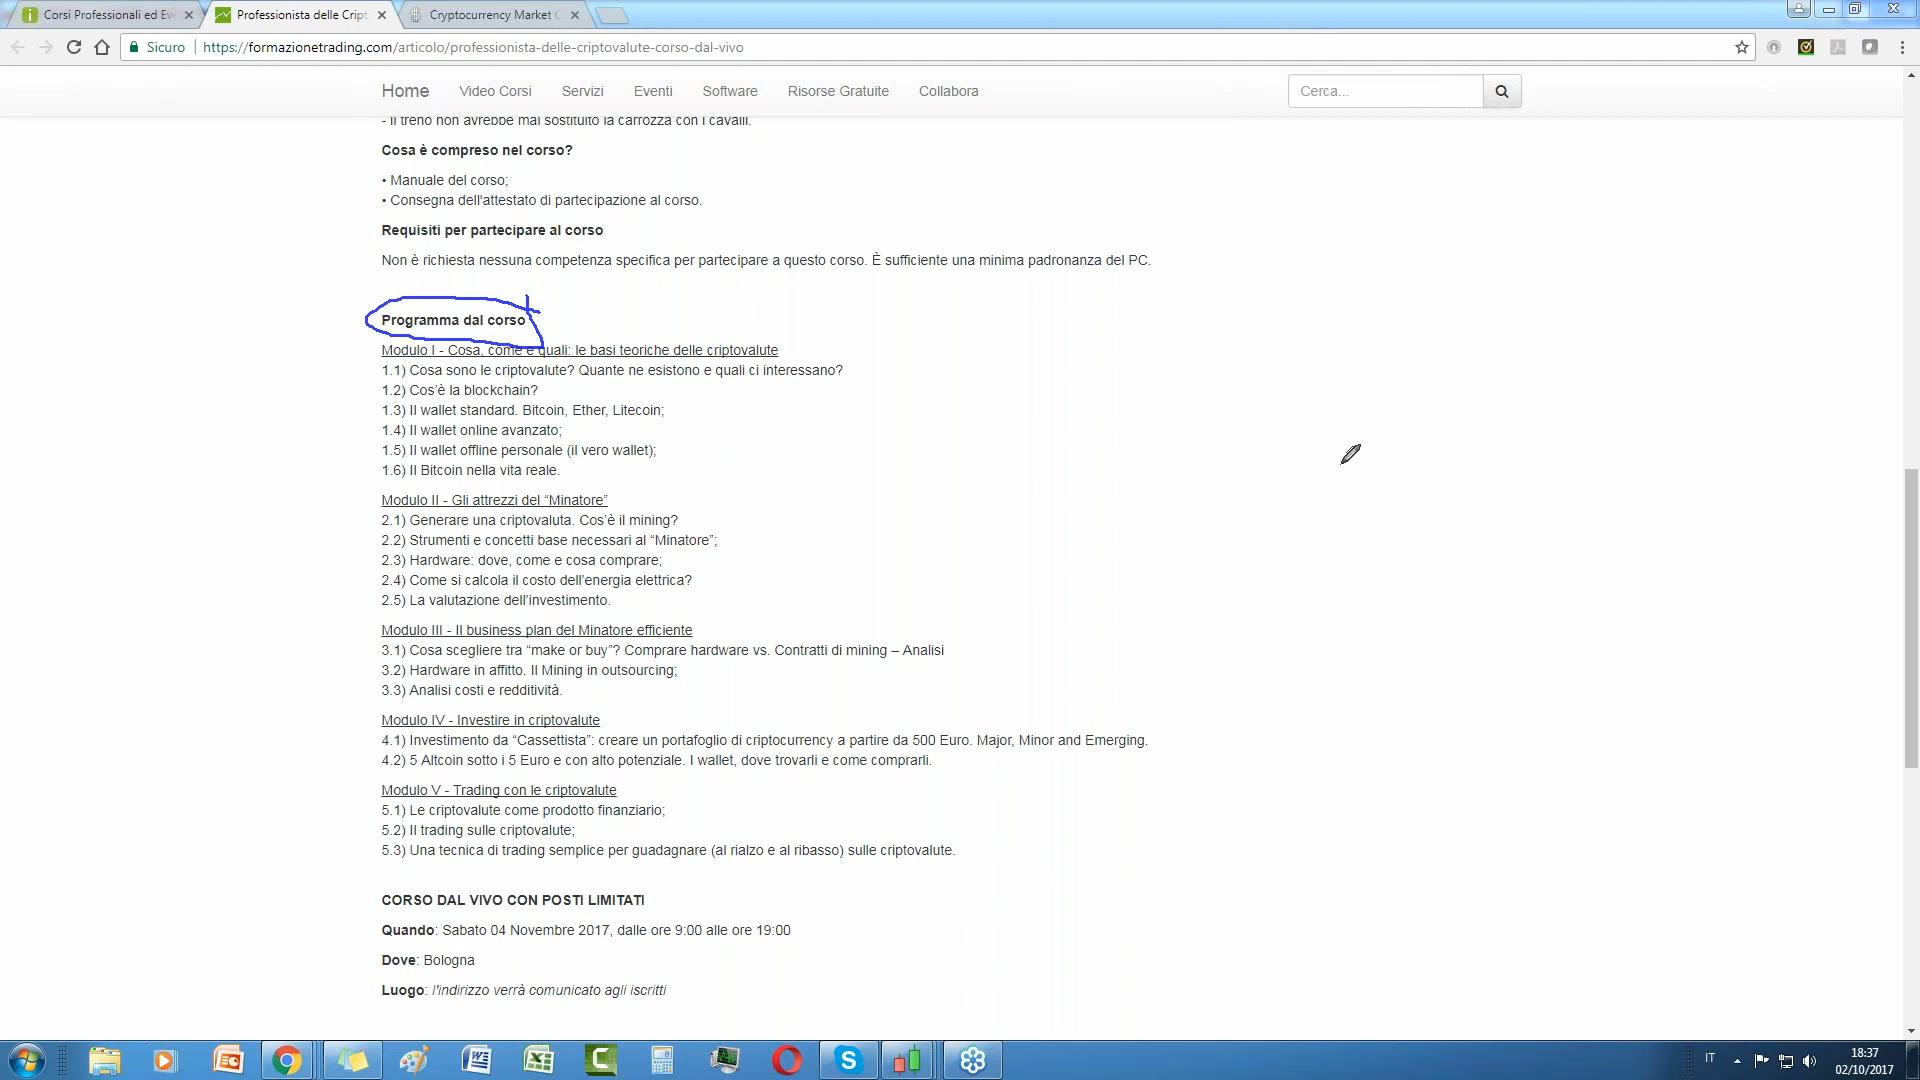 Corsi Professionali ed Eve
Professionista delle Cript
Cryptocurrency Market C
Sicuro
https://formazionetrading.com/articolo/professionista-delle-criptovalute-corso-dal-vivo
Home Video Corsi Servizi Eventi Software Risorse Gratuite Collabora Cerca...
- Il treno non avrebbe mai sostituito la carrozza con i cavalli.
Cosa è compreso nel corso?
• Manuale del corso;
• Consegna dell'attestato di partecipazione al corso.
Requisiti per partecipare al corso
Non è richiesta nessuna competenza specifica per partecipare a questo corso. È sufficiente una minima padronanza del PC.
Programma dal corso
Modulo I - Cosa, come e quali: le basi teoriche delle criptovalute
1.1) Cosa sono le criptovalute? Quante ne esistono e quali ci interessano?
1.2) Cos’è la blockchain?
1.3) Il wallet standard. Bitcoin, Ether, Litecoin;
1.4) Il wallet online avanzato;
1.5) Il wallet offline personale (il vero wallet);
1.6) Il Bitcoin nella vita reale.
Modulo II - Gli attrezzi del “Minatore”
2.1) Generare una criptovaluta. Cos’è il mining?
2.2) Strumenti e concetti base necessari al “Minatore”;
2.3) Hardware: dove, come e cosa comprare;
2.4) Come si calcola il costo dell’energia elettrica?
2.5) La valutazione dell’investimento.
Modulo III - Il business plan del Minatore efficiente
3.1) Cosa scegliere tra “make or buy”? Comprare hardware vs. Contratti di mining – Analisi
3.2) Hardware in affitto. Il Mining in outsourcing;
3.3) Analisi costi e redditività.
Modulo IV - Investire in criptovalute
4.1) Investimento da “Cassettista”: creare un portafoglio di criptocurrency a partire da 500 Euro. Major, Minor and Emerging.
4.2) 5 Altcoin sotto i 5 Euro e con alto potenziale. I wallet, dove trovarli e come comprarli.
Modulo V - Trading con le criptovalute
5.1) Le criptovalute come prodotto finanziario;
5.2) Il trading sulle criptovalute;
5.3) Una tecnica di trading semplice per guadagnare (al rialzo e al ribasso) sulle criptovalute.
CORSO DAL VIVO CON POSTI LIMITATI
Quando: Sabato 04 Novembre 2017, dalle ore 9:00 alle ore 19:00
Dove: Bologna
Luogo: l'indirizzo verrà comunicato agli iscritti
IT
18:37
02/10/2017